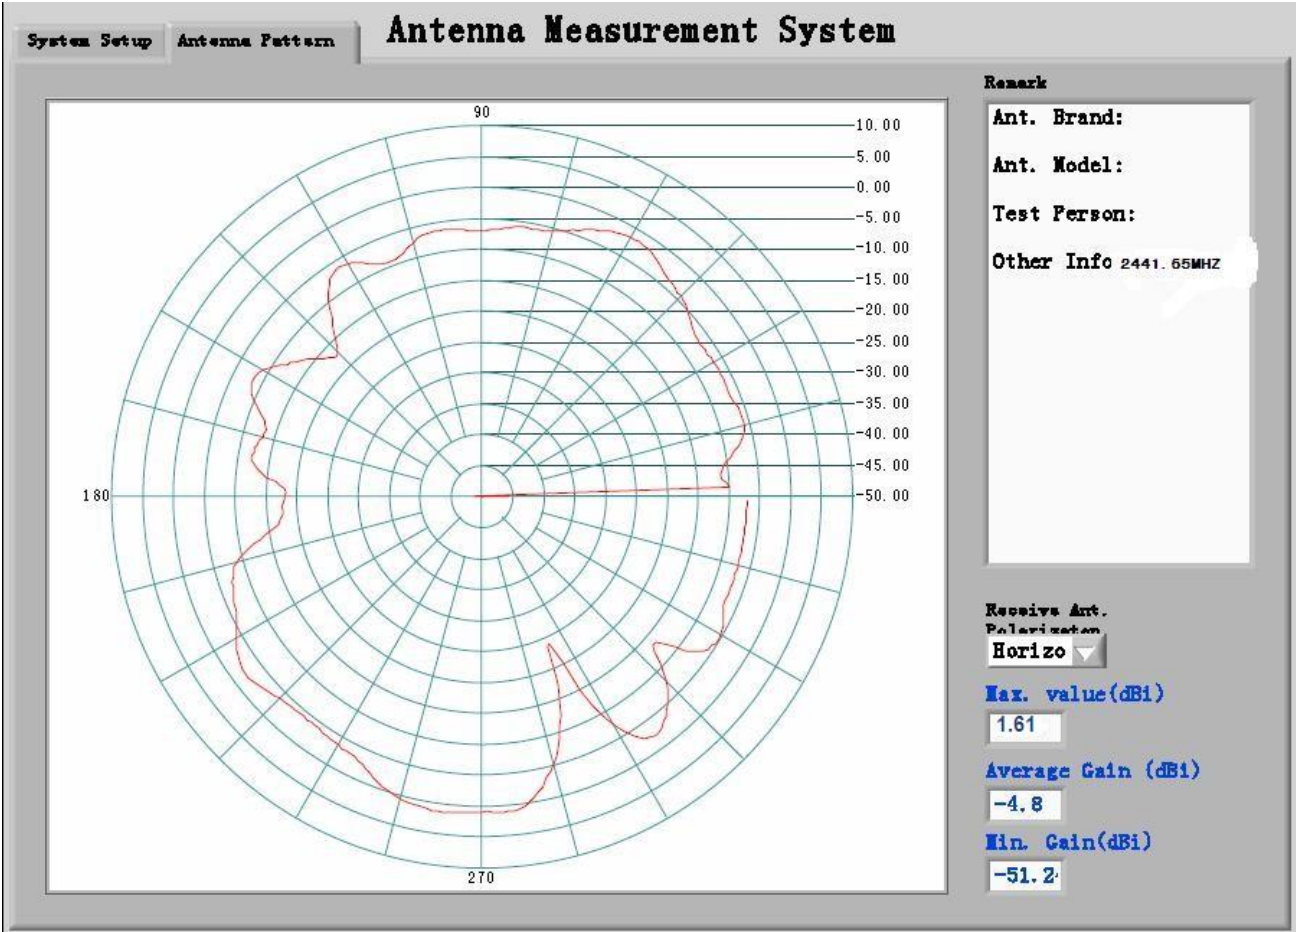 Antenna Measurement System
System Setup
Antenna Pattern
90
10.00
5.00
0.00
-5.00
-10.00
-15.00
-20.00
-25.00
-30.00
-35.00
-40.00
-45.00
-50.00
180
270
Remark
Ant. Brand:
Ant. Model:
Test Person:
Other Info 2441.65MHZ
Receive Ant.
Polarizaton
Horizo
Max. value(dBi)
1.61
Average Gain (dBi)
-4.8
Min. Gain(dBi)
-51.2